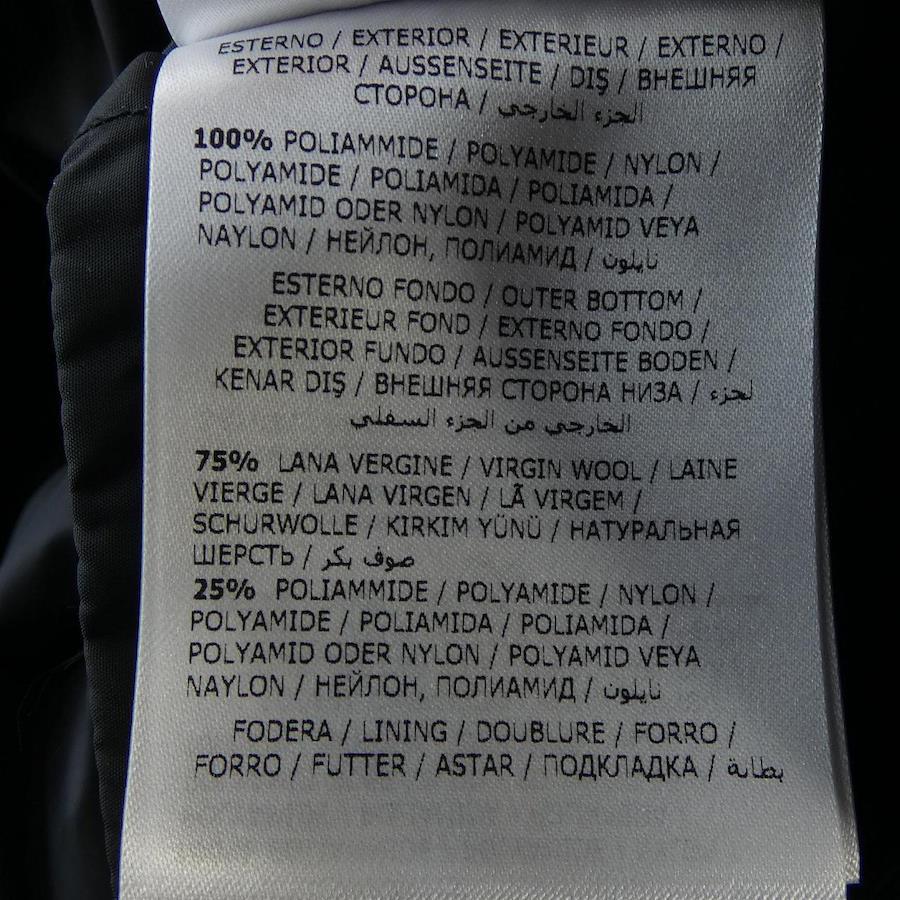 ESTERNO / EXTERIOR / EXTERIEUR / EXTERNO /
EXTERIOR / AUSSENSEITE / DIŞ / ВНЕШНЯЯ
СТОРОНА / الجزء الخارجي
100% POLIAMMIDE / POLYAMIDE / NYLON /
POLYAMIDE / POLIAMIDA / POLIAMIDA /
POLYAMID ODER NYLON / POLYAMID VEYA
NAYLON / НЕЙЛОН, ПОЛИАМИД / نايلون
ESTERNO FONDO / OUTER BOTTOM /
EXTERIEUR FOND / EXTERNO FONDO /
EXTERIOR FUNDO / AUSSENSEITE BODEN /
KENAR DIŞ / ВНЕШНЯЯ СТОРОНА НИЗА / لجزء
الخارجي من الجزء السفلي
75% LANA VERGINE / VIRGIN WOOL / LAINE
VIERGE / LANA VIRGEN / LÃ VIRGEM /
SCHURWOLLE / KIRKIM YÜNÜ / НАТУРАЛЬНАЯ
ШЕРСТЬ / صوف بكر
25% POLIAMMIDE / POLYAMIDE / NYLON /
POLYAMIDE / POLIAMIDA / POLIAMIDA /
POLYAMID ODER NYLON / POLYAMID VEYA
NAYLON / НЕЙЛОН, ПОЛИАМИД / نايلون
FODERA / LINING / DOUBLURE / FORRO /
FORRO / FUTTER / ASTAR / ПОДКЛАДКА / بطانة